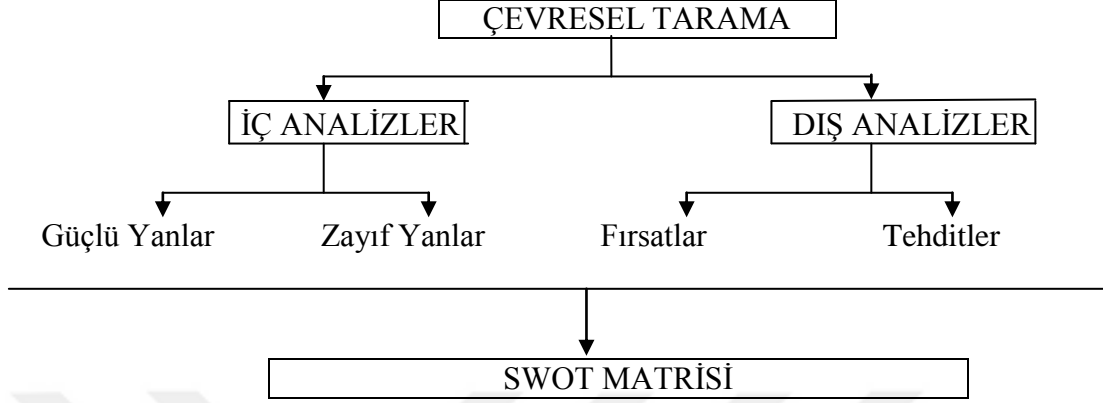 ÇEVRESEL TARAMA
İÇ ANALİZLER DIŞ ANALİZLER
Güçlü Yanlar Zayıf Yanlar Fırsatlar Tehditler
SWOT MATRİSİ